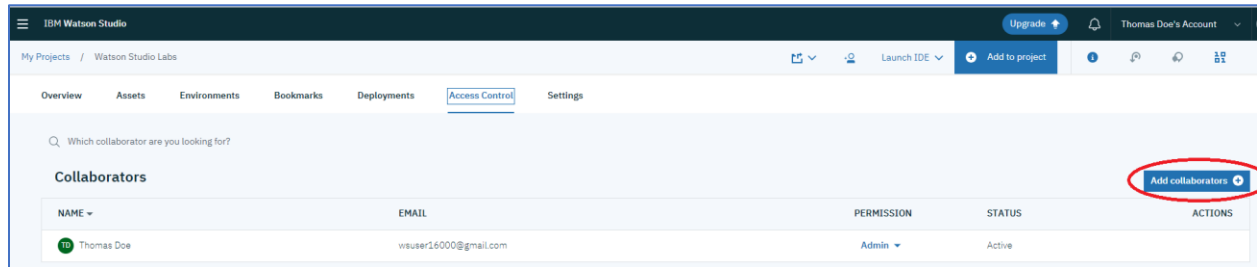 IBM Watson Studio Upgrade Thomas Doe's Account
My Projects / Watson Studio Labs Launch IDE Add to project
Overview Assets Environments Bookmarks Deployments Access Control Settings
Which collaborator are you looking for?
Collaborators Add collaborators
NAME EMAIL PERMISSION STATUS ACTIONS
TD Thomas Doe wsuser16000@gmail.com Admin Active